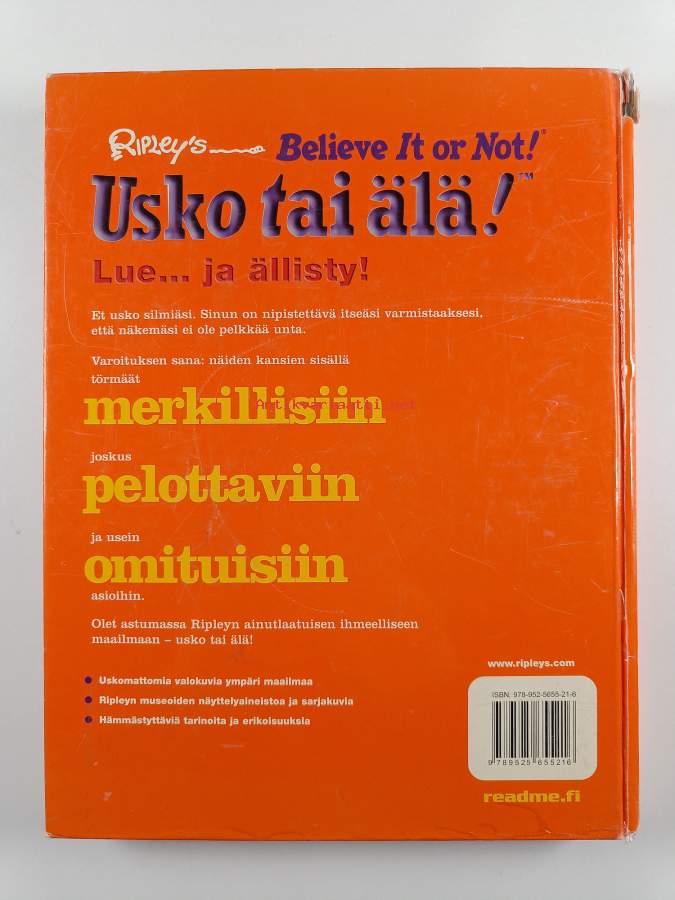 Ripley's Believe It or Not!®
Usko tai älä!™
Lue... ja ällisty!
Et usko silmiäsi. Sinun on nipistettävä itseäsi varmistaaksesi,
että näkemäsi ei ole pelkkää unta.
Varoituksen sana: näiden kansien sisällä
törmäät
merkillisiin
Antikvariaatti.net
joskus
pelottaviin
ja usein
omituisiin
asioihin.
Olet astumassa Ripleyn ainutlaatuisen ihmeelliseen
maailmaan – usko tai älä!
Uskomattomia valokuvia ympäri maailmaa
Ripleyn museoiden näyttelyaineistoa ja sarjakuvia
Hämmästyttäviä tarinoita ja erikoisuuksia
www.ripleys.com
ISBN: 978-952-5655-21-6
9 789525 655216
readme.fi